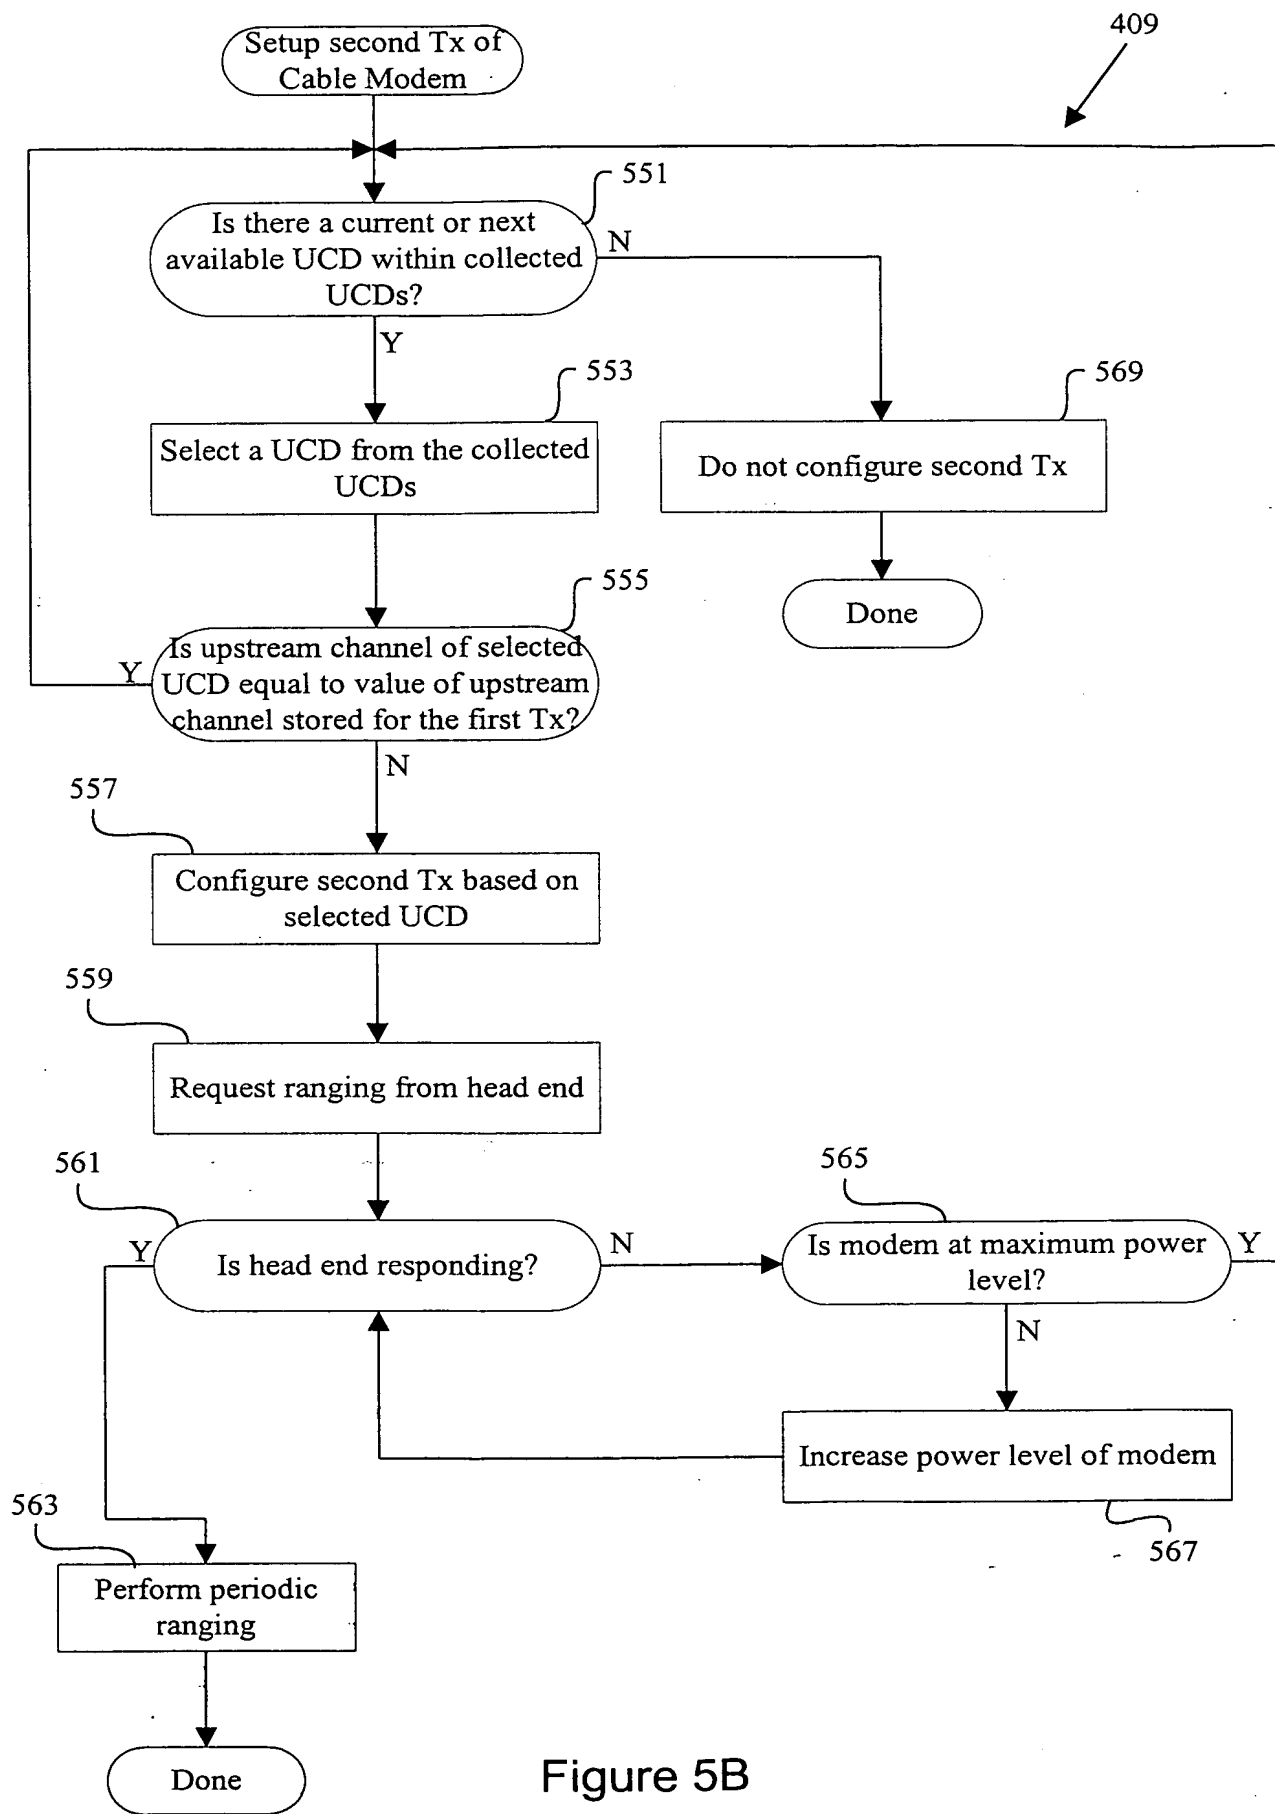 Setup second Tx of
Cable Modem
409
551
Is there a current or next
available UCD within collected
UCDs?
N
Y
553
Select a UCD from the collected
UCDs
569
Do not configure second Tx
Done
555
Is upstream channel of selected
UCD equal to value of upstream
channel stored for the first Tx?
Y
N
557
Configure second Tx based on
selected UCD
559
Request ranging from head end
561
Is head end responding?
Y
N
565
Is modem at maximum power
level?
Y
N
Increase power level of modem
567
563
Perform periodic
ranging
Done
Figure 5B